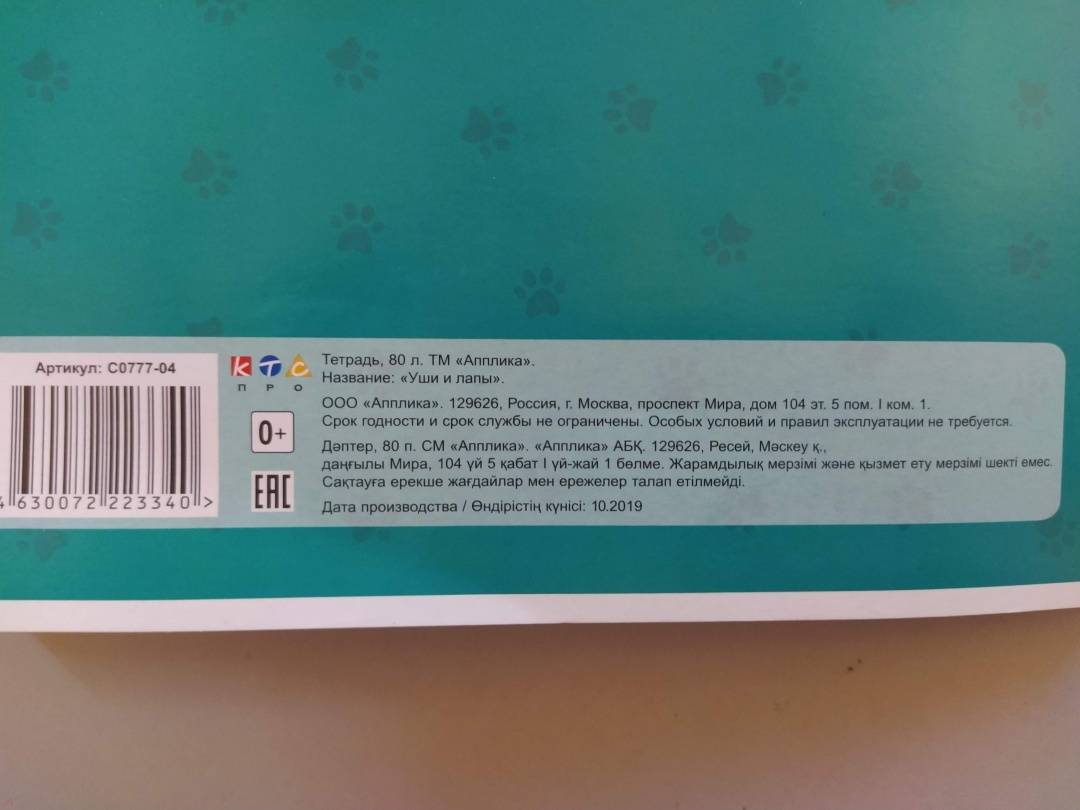 Артикул: С0777-04
4 630072 223340 >
КТС
ПРО
0+
EAC
Тетрадь, 80 л. ТМ «Апплика».
Название: «Уши и лапы».
ООО «Апплика». 129626, Россия, г. Москва, проспект Мира, дом 104 эт. 5 пом. I ком. 1.
Срок годности и срок службы не ограничены. Особых условий и правил эксплуатации не требуется.
Дәптер, 80 п. СМ «Апплика». «Апплика» АБҚ. 129626, Ресей, Мәскеу қ.,
даңғылы Мира, 104 үй 5 қабат I үй-жай 1 бөлме. Жарамдылық мерзімі және қызмет ету мерзімі шекті емес.
Сақтауға ерекше жағдайлар мен ережелер талап етілмейді.
Дата производства / Өндірістің күнісі: 10.2019